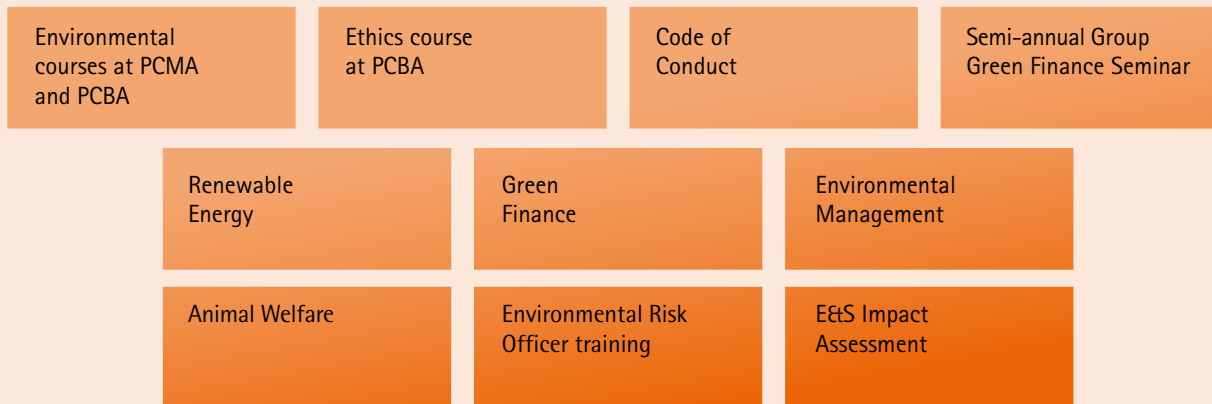 Environmental
courses at PCMA
and PCBA
Ethics course
at PCBA
Code of
Conduct
Semi-annual Group
Green Finance Seminar
Renewable
Energy
Green
Finance
Environmental
Management
Animal Welfare
Environmental Risk
Officer training
E&S Impact
Assessment